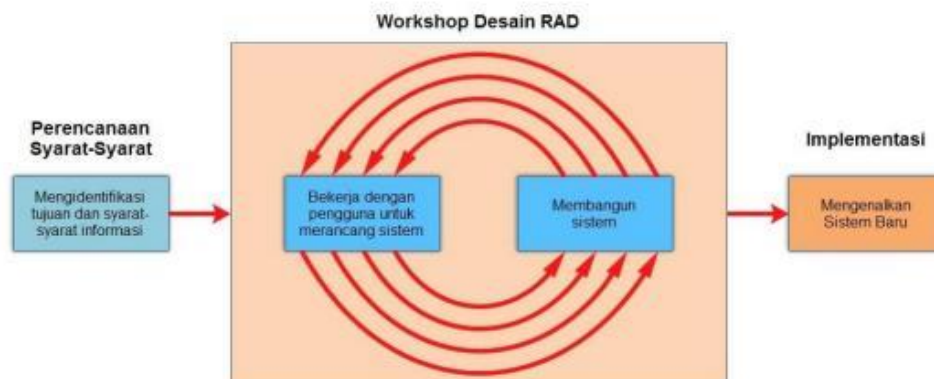 Workshop Desain RAD
Perencanaan
Syarat-Syarat
Mengidentifikasi
tujuan dan syarat-
syarat informasi
Bekerja dengan
pengguna untuk
merancang sistem
Membangun
sistem
Implementasi
Mengenalkan
Sistem Baru